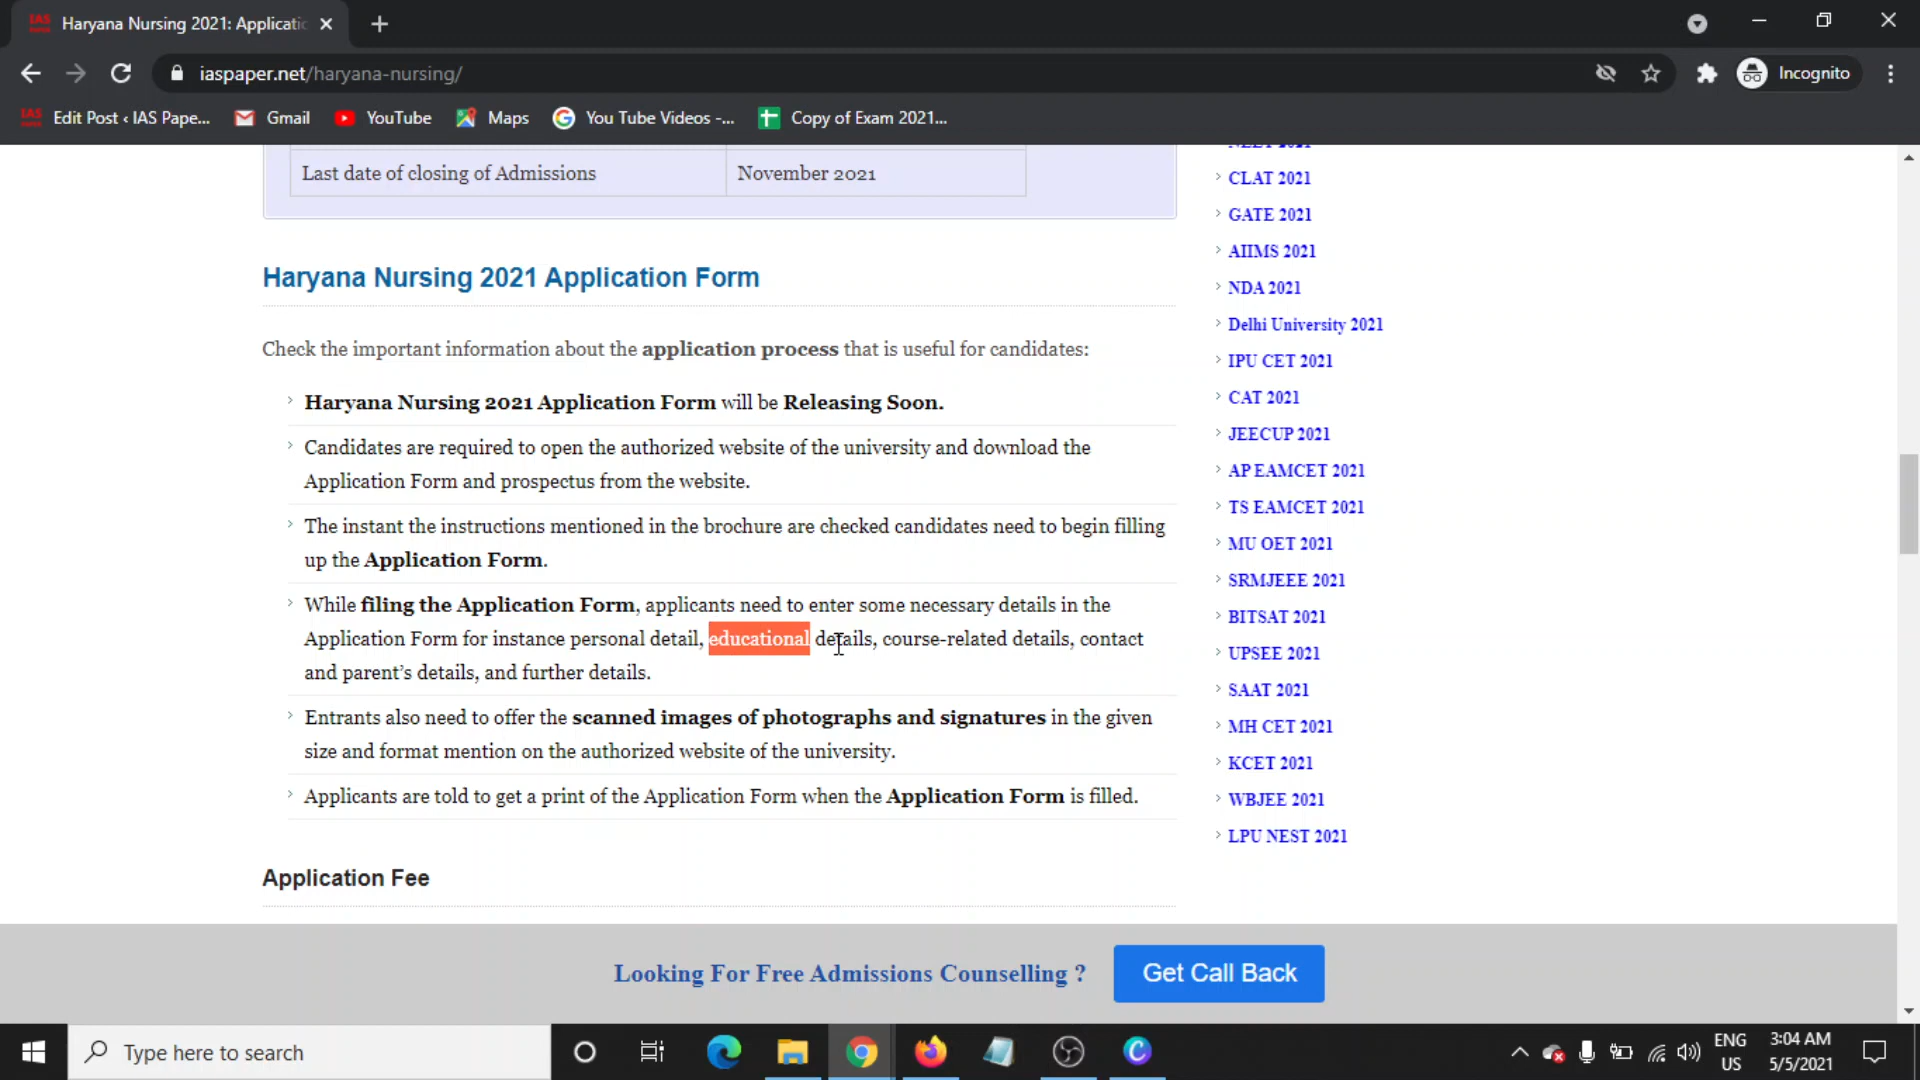 IAS Haryana Nursing 2021: Applicatio
iaspaper.net/haryana-nursing/
Incognito
IAS Edit Post ‹ IAS Pape...
Gmail
YouTube
Maps
You Tube Videos -...
Copy of Exam 2021...
Last date of closing of Admissions
November 2021
Haryana Nursing 2021 Application Form
Check the important information about the application process that is useful for candidates:
Haryana Nursing 2021 Application Form will be Releasing Soon.
Candidates are required to open the authorized website of the university and download the
Application Form and prospectus from the website.
The instant the instructions mentioned in the brochure are checked candidates need to begin filling
up the Application Form.
While filing the Application Form, applicants need to enter some necessary details in the
Application Form for instance personal detail, educational details, course-related details, contact
and parent’s details, and further details.
Entrants also need to offer the scanned images of photographs and signatures in the given
size and format mention on the authorized website of the university.
Applicants are told to get a print of the Application Form when the Application Form is filled.
Application Fee
CLAT 2021
GATE 2021
AIIMS 2021
NDA 2021
Delhi University 2021
IPU CET 2021
CAT 2021
JEECUP 2021
AP EAMCET 2021
TS EAMCET 2021
MU OET 2021
SRMJEEE 2021
BITSAT 2021
UPSEE 2021
SAAT 2021
MH CET 2021
KCET 2021
WBJEE 2021
LPU NEST 2021
Looking For Free Admissions Counselling ?
Get Call Back
Type here to search
ENG
US
3:04 AM
5/5/2021